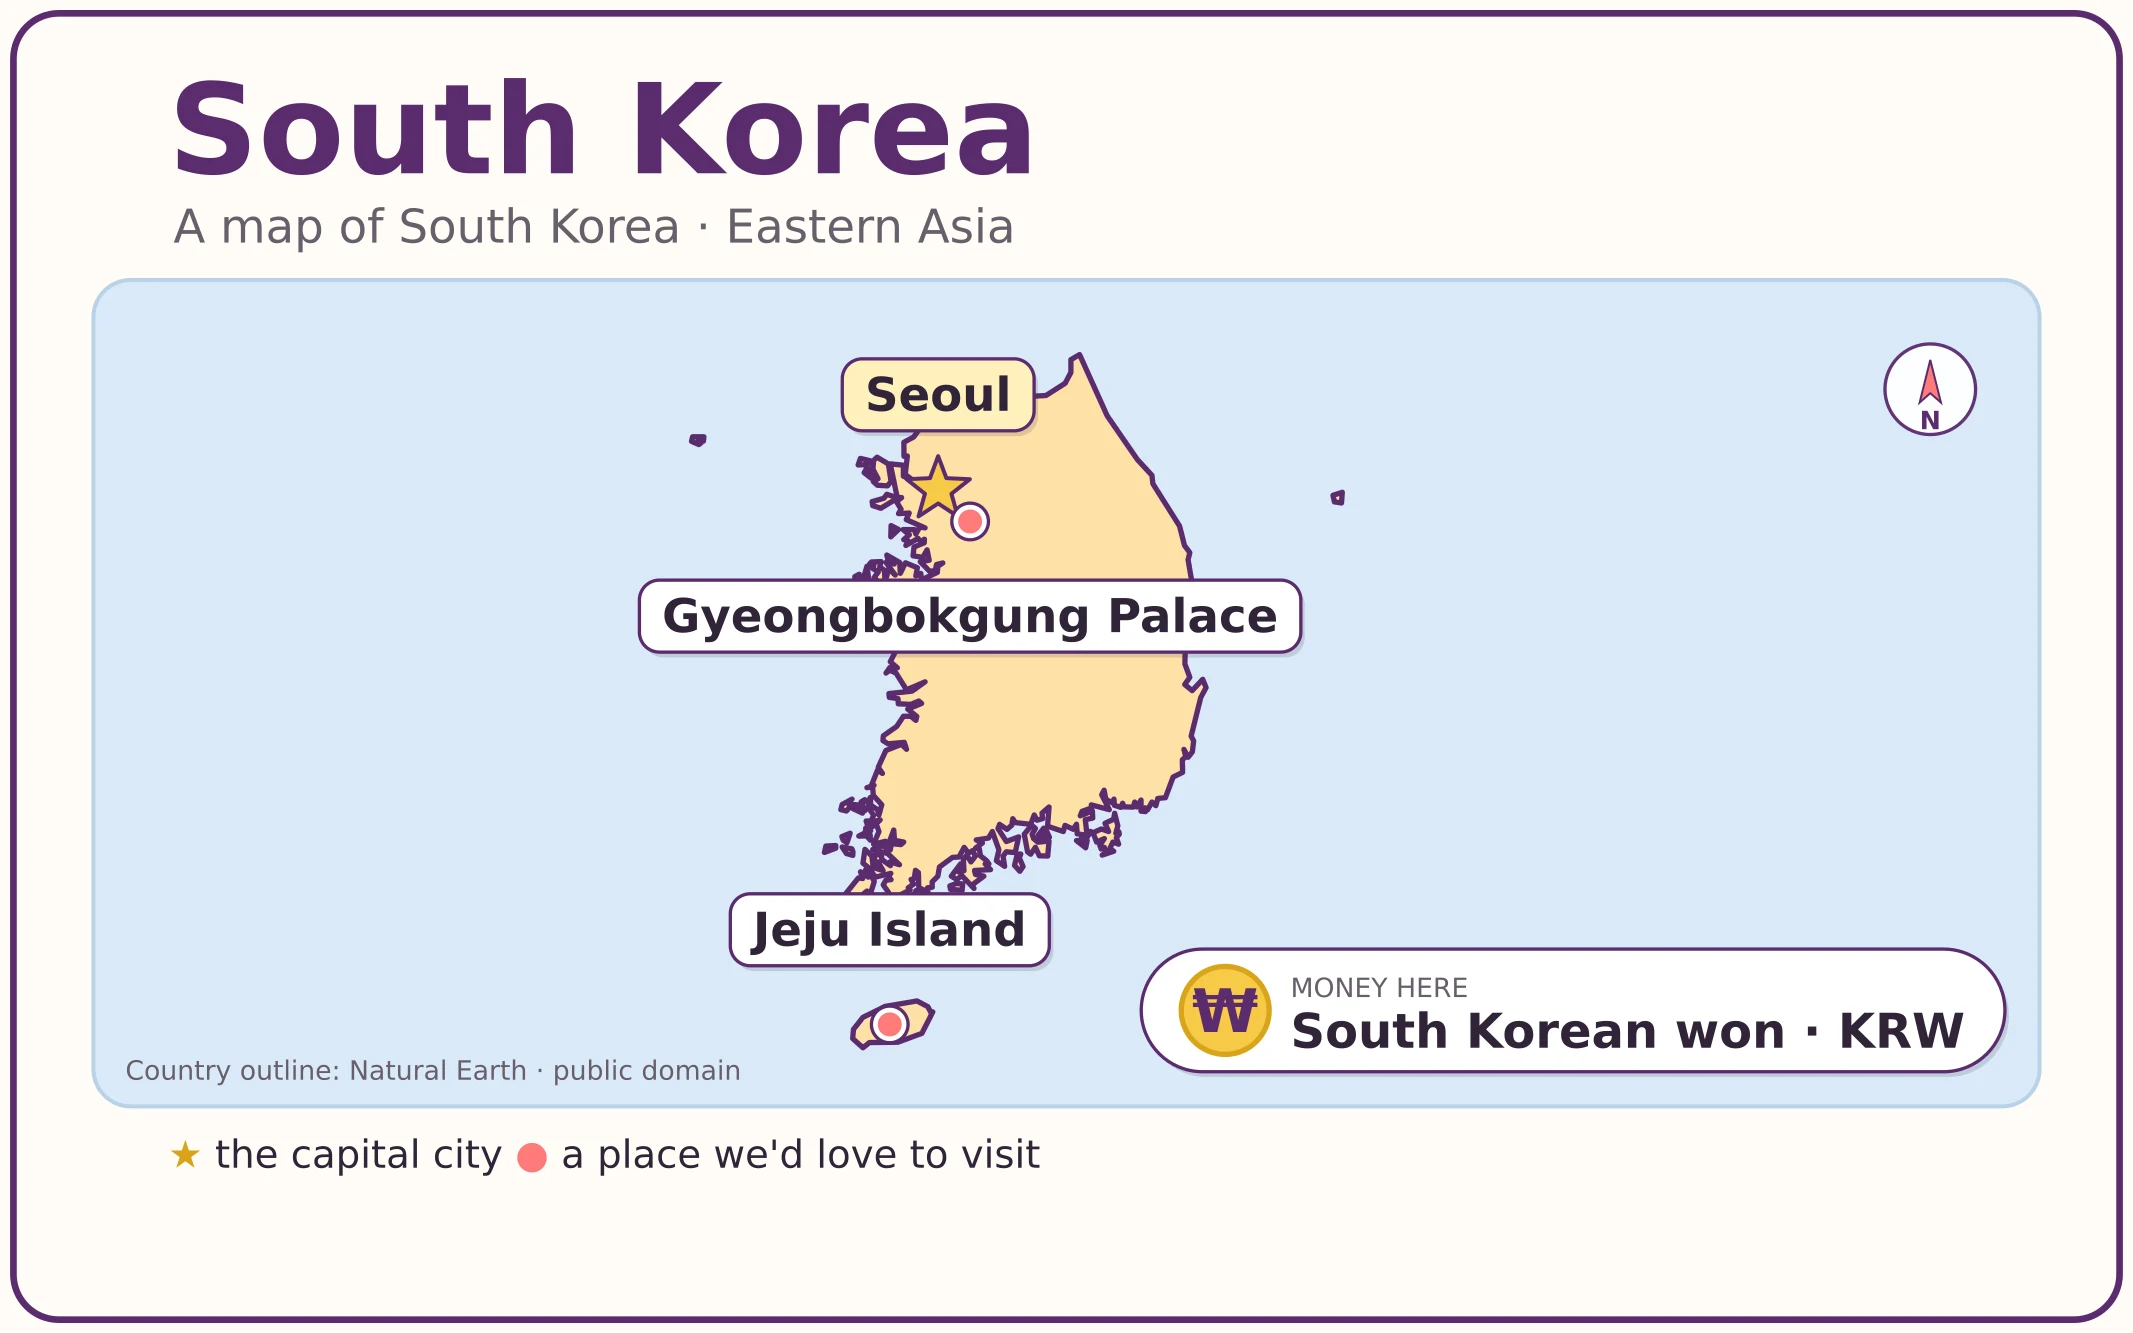 South Korea
A map of South Korea · Eastern Asia
Seoul
N
Gyeongbokgung Palace
Jeju Island
₩
MONEY HERE
South Korean won · KRW
Country outline: Natural Earth · public domain
★ the capital city ● a place we'd love to visit